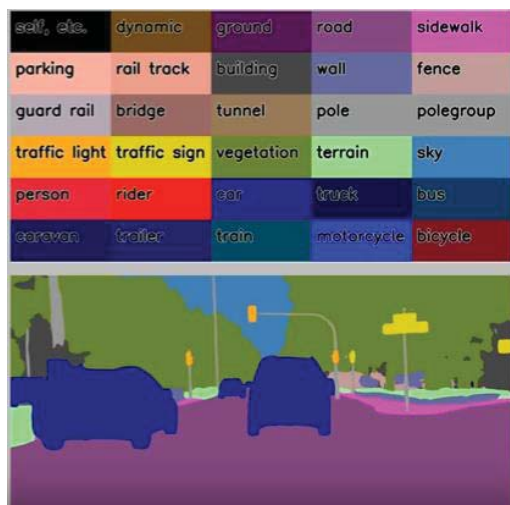 self, etc. dynamic ground road sidewalk
parking rail track building wall fence
guard rail bridge tunnel pole polegroup
traffic light traffic sign vegetation terrain sky
person rider car truck bus
caravan trailer train motorcycle bicycle